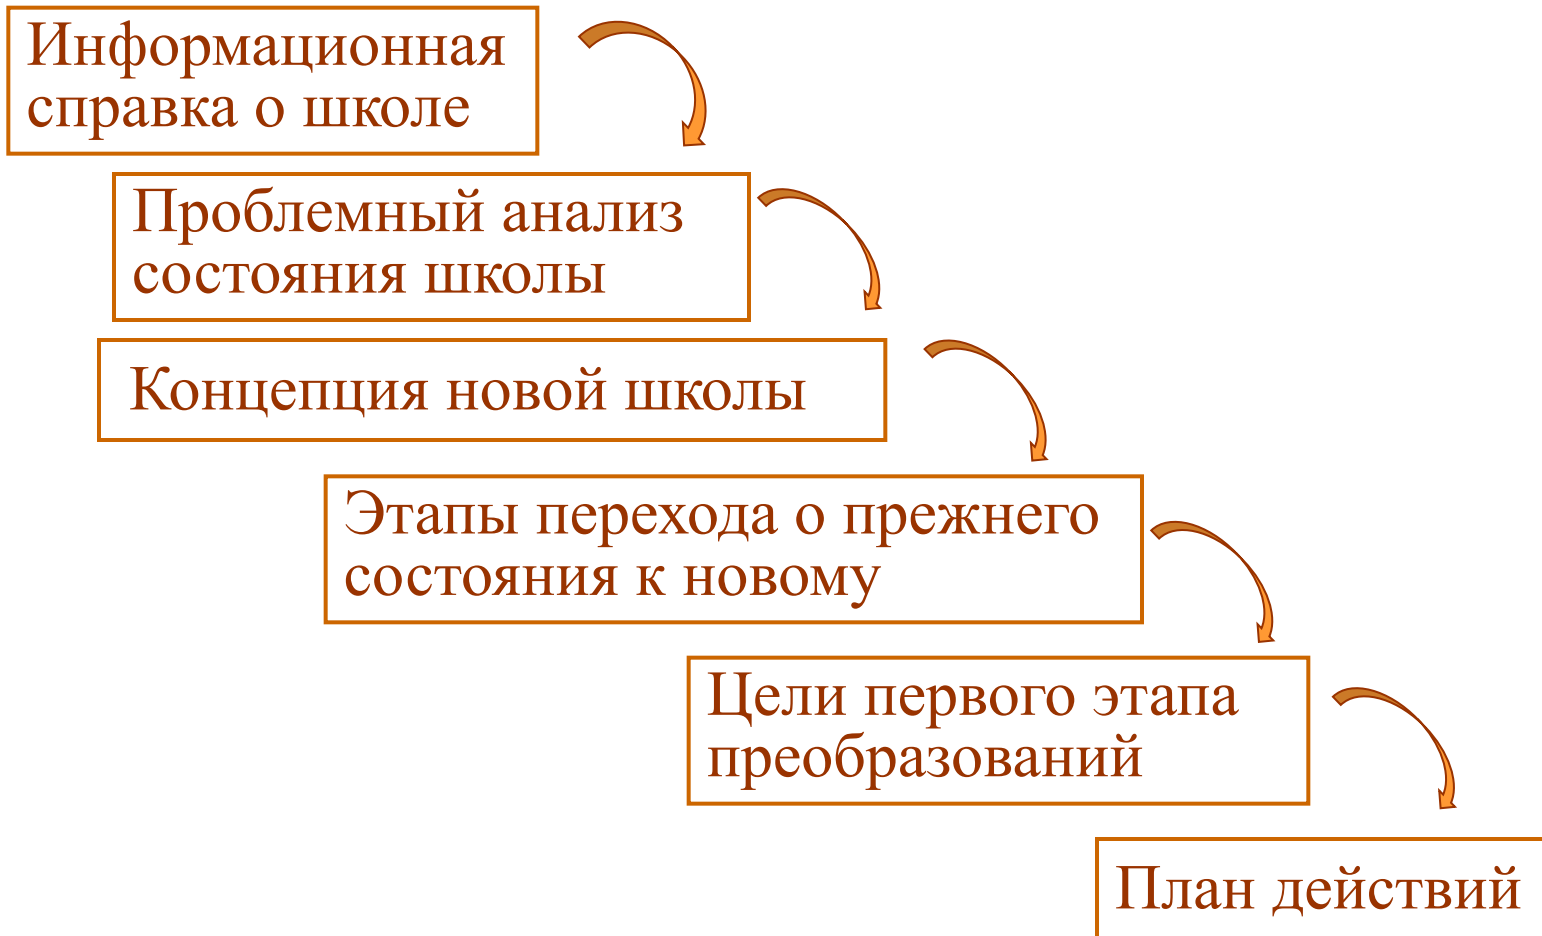 Информационная
справка о школе
Проблемный анализ
состояния школы
Концепция новой школы
Этапы перехода о прежнего
состояния к новому
Цели первого этапа
преобразований
План действий